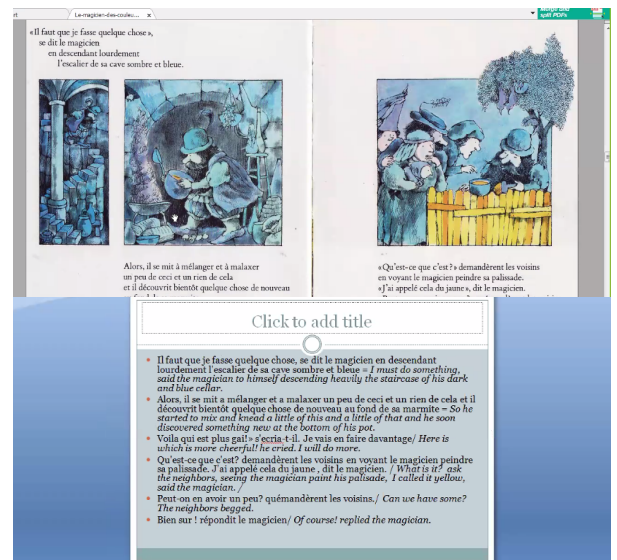 Merge and
split PDFs
rt
Le-magicien-des-couleu...
x
«Il faut que je fasse quelque chose»,
se dit le magicien
en descendant lourdement
l'escalier de sa cave sombre et bleue.
Alors, il se mit à mélanger et à malaxer
un peu de ceci et un rien de cela
et il découvrit bientôt quelque chose de nouveau
«Qu'est-ce que c'est?» demandèrent les voisins
en voyant le magicien peindre sa palissade.
«J'ai appelé cela du jaune», dit le magicien.
Click to add title
Il faut que je fasse quelque chose, se dit le magicien en descendant
lourdement l'escalier de sa cave sombre et bleue = I must do something,
said the magician to himself descending heavily the staircase of his dark
and blue cellar.
Alors, il se mit a mélanger et a malaxer un peu de ceci et un rien de cela et il
découvrit bientôt quelque chose de nouveau au fond de sa marmite = So he
started to mix and knead a little of this and a little of that and he soon
discovered something new at the bottom of his pot.
Voila qui est plus gai!» s'ecria-t-il. Je vais en faire davantage/ Here is
which is more cheerful! he cried. I will do more.
Qu'est-ce que c'est? demandèrent les voisins en voyant le magicien peindre
sa palissade. J'ai appelé cela du jaune , dit le magicien. / What is it? ask
the neighbors, seeing the magician paint his palisade, I called it yellow,
said the magician. /
Peut-on en avoir un peu? quémandèrent les voisins./ Can we have some?
The neighbors begged.
Bien sur ! répondit le magicien/ Of course! replied the magician.